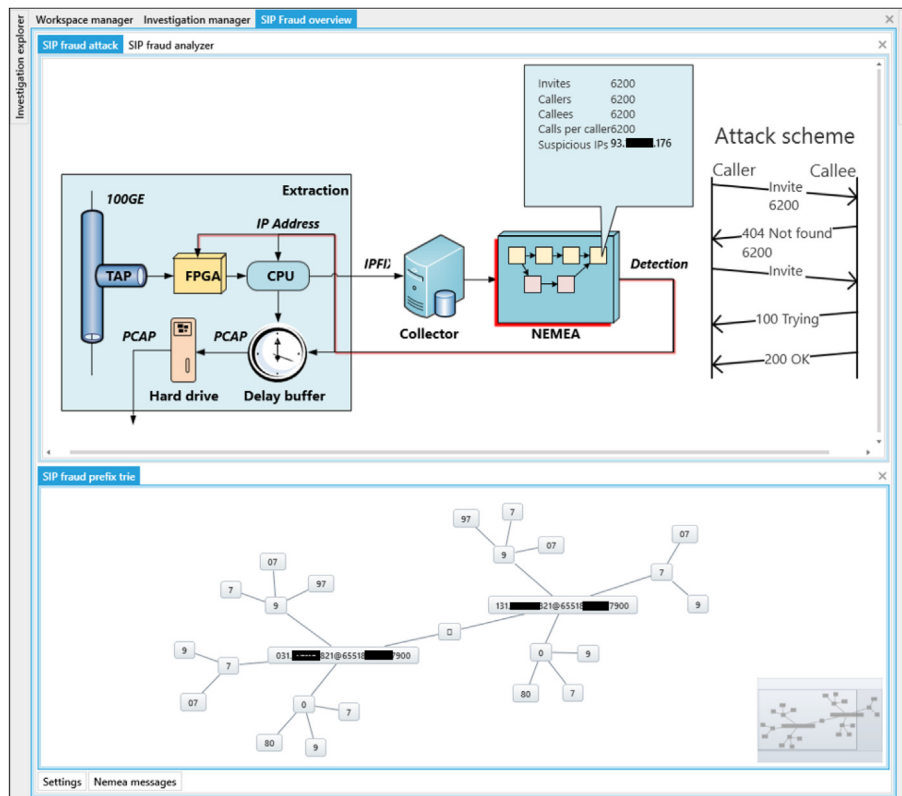 Investigation explorer
Workspace manager Investigation manager SIP Fraud overview
SIP fraud attack SIP fraud analyzer
Invites 6200
Callers 6200
Callees 6200
Calls per caller6200
Suspicious IPs 93. .176
Attack scheme
Caller Callee
Invite
6200
404 Not found
6200
Invite
100 Trying
200 OK
Extraction
100GE
IP Address
TAP
FPGA
CPU
IPFI
Detection
Collector
NEMEA
PCAP
PCAP
Hard drive
Delay buffer
SIP fraud prefix trie
97
7
07
9
07
7
9
131. 821@65518 7900
07
97
7
9
031. 821@65518 7900
9
7
07
0
9
80
7
0
7
80
9
Settings Nemea messages